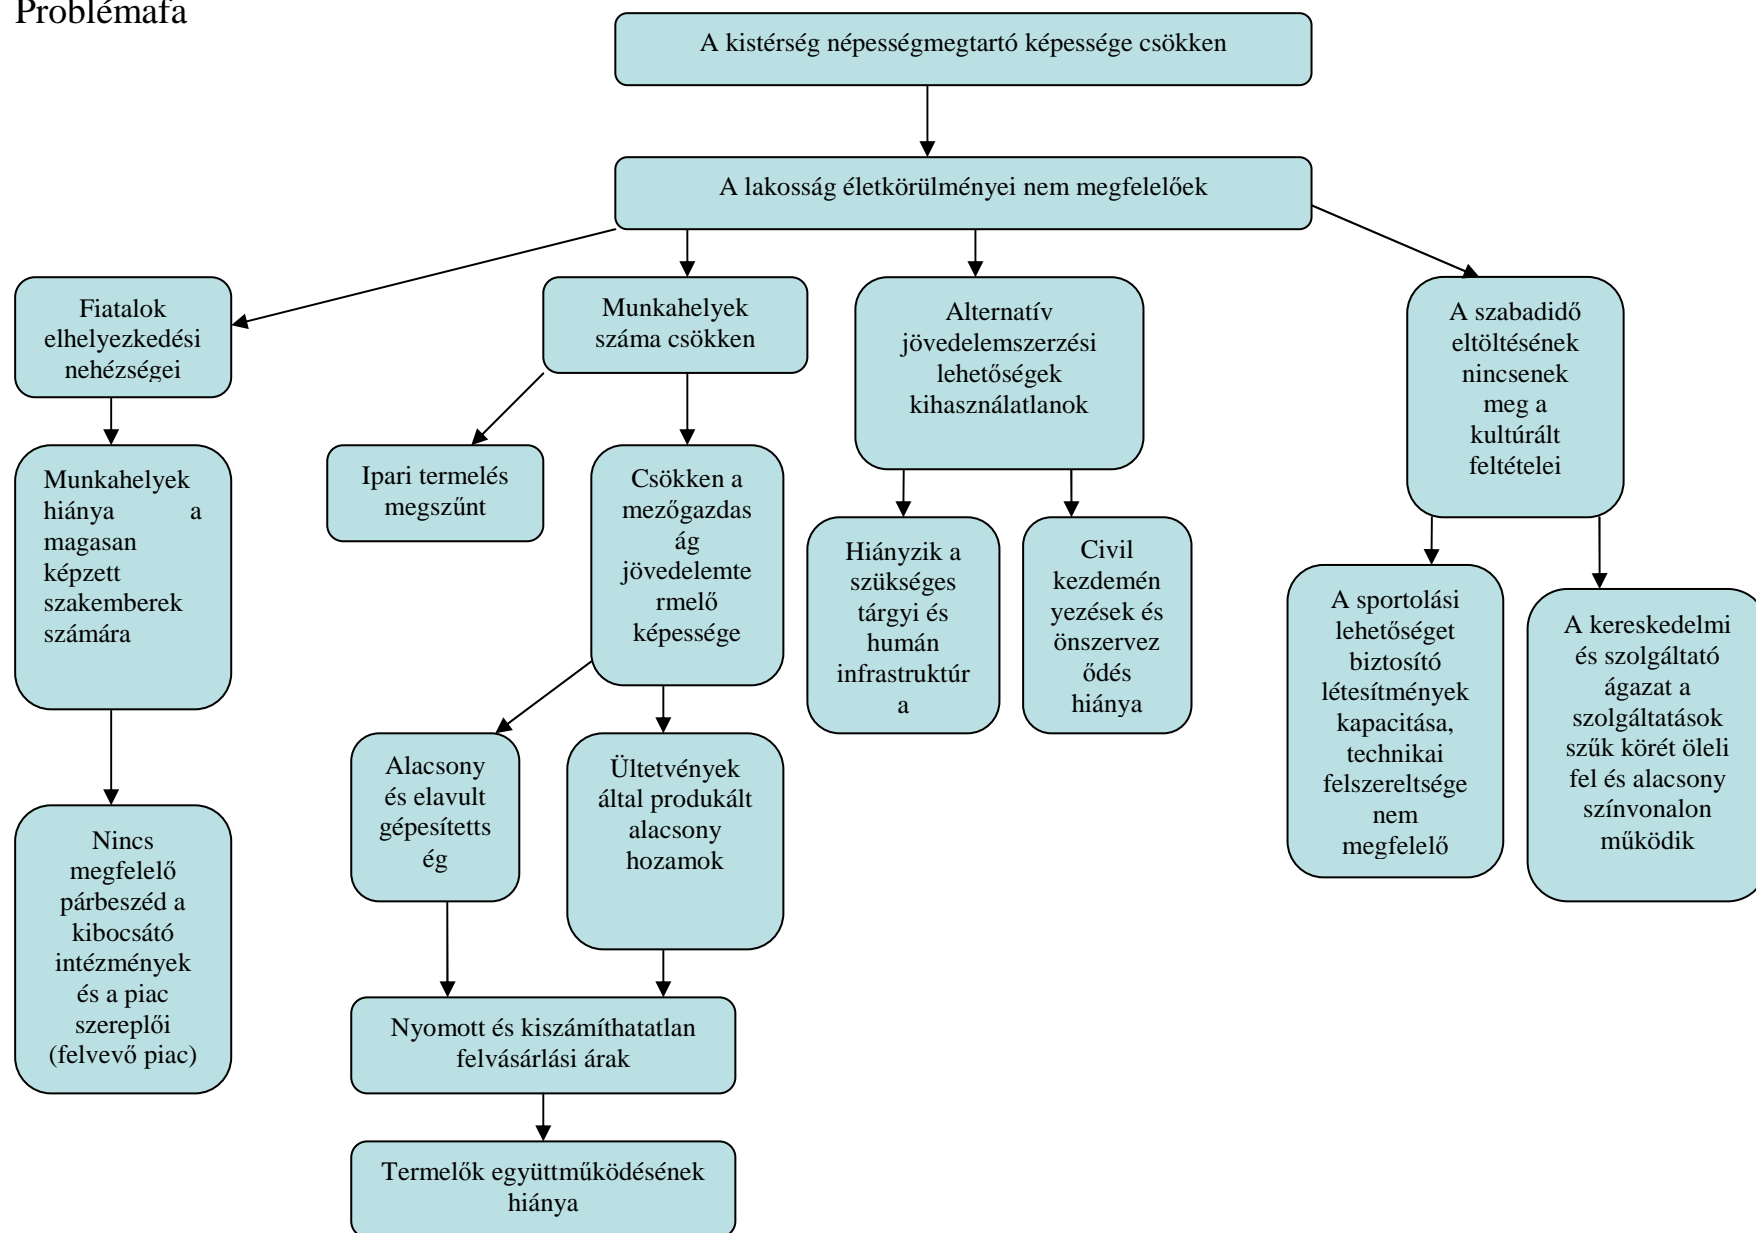 Problémafa
A kistérség népességmegtartó képessége csökken
A lakosság életkörülményei nem megfelelőek
Fiatalok
elhelyezkedési
nehézségei
Munkahelyek
száma csökken
Alternatív
jövedelemszerzési
lehetőségek
kihasználatlanok
A szabadidő
eltöltésének
nincsenek
meg a
kultúrált
feltételei
Munkahelyek
hiánya a
magasan
képzett
szakemberek
számára
Ipari termelés
megszűnt
Csökken a
mezőgazdas
ág
jövedelemte
rmelő
képessége
Hiányzik a
szükséges
tárgyi és
humán
infrastruktúr
a
Civil
kezdemén
yezések és
önszervez
ődés
hiánya
A sportolási
lehetőséget
biztosító
létesítmények
kapacitása,
technikai
felszereltsége
nem
megfelelő
A kereskedelmi
és szolgáltató
ágazat a
szolgáltatások
szűk körét öleli
fel és alacsony
színvonalon
működik
Alacsony
és elavult
gépesítetts
ég
Ültetvények
által produkált
alacsony
hozamok
Nincs
megfelelő
párbeszéd a
kibocsátó
intézmények
és a piac
szereplői
(felvevő piac)
Nyomott és kiszámíthatatlan
felvásárlási árak
Termelők együttműködésének
hiánya